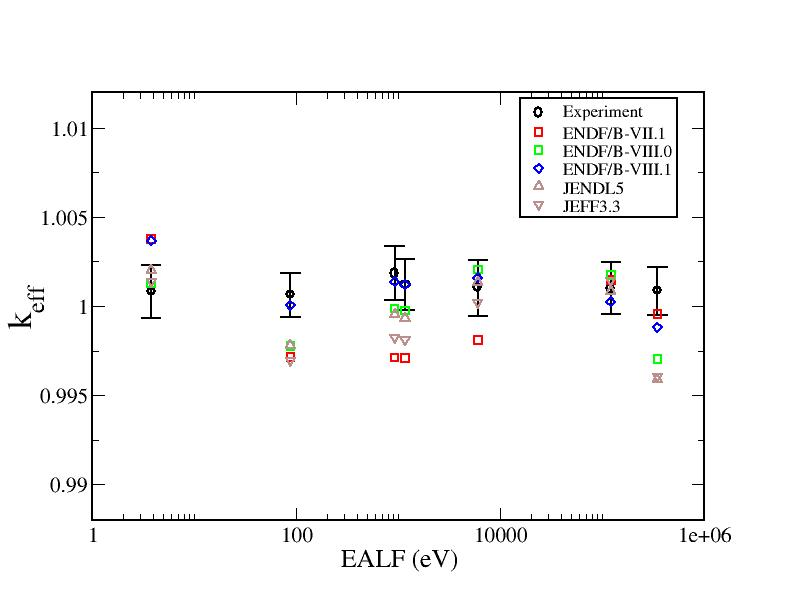 Experiment
ENDF/B-VII.1
ENDF/B-VIII.0
ENDF/B-VIII.1
JENDL5
JEFF3.3
1.01
1.005
1
0.995
0.99
keff
1
100
10000
1e+06
EALF (eV)